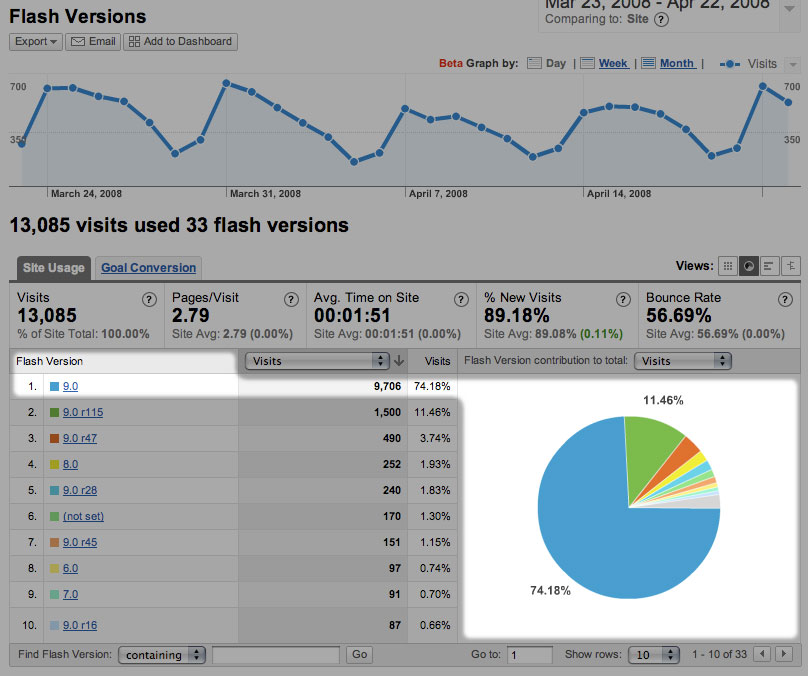 Flash Versions
Mar 23, 2008 - Apr 22, 2008
Comparing to: Site ?
Export Email Add to Dashboard
Beta Graph by: Day | Week | Month | Visits
700 700
350 350
March 24, 2008 March 31, 2008 April 7, 2008 April 14, 2008
13,085 visits used 33 flash versions
Site Usage Goal Conversion Views:
Visits ? Pages/Visit ? Avg. Time on Site ? % New Visits ? Bounce Rate ?
13,085 2.79 00:01:51 89.18% 56.69%
% of Site Total: 100.00% Site Avg: 2.79 (0.00%) Site Avg: 00:01:51 (0.00%) Site Avg: 89.08% (0.11%) Site Avg: 56.69% (0.00%)
Flash Version Visits Visits Flash Version contribution to total: Visits
1. 9.0 9,706 74.18%
2. 9.0 r115 1,500 11.46%
3. 9.0 r47 490 3.74%
4. 8.0 252 1.93%
5. 9.0 r28 240 1.83%
6. (not set) 170 1.30%
7. 9.0 r45 151 1.15%
8. 6.0 97 0.74%
9. 7.0 91 0.70%
10. 9.0 r16 87 0.66%
11.46%
74.18%
Find Flash Version: containing Go Go to: 1 Show rows: 10 1 - 10 of 33